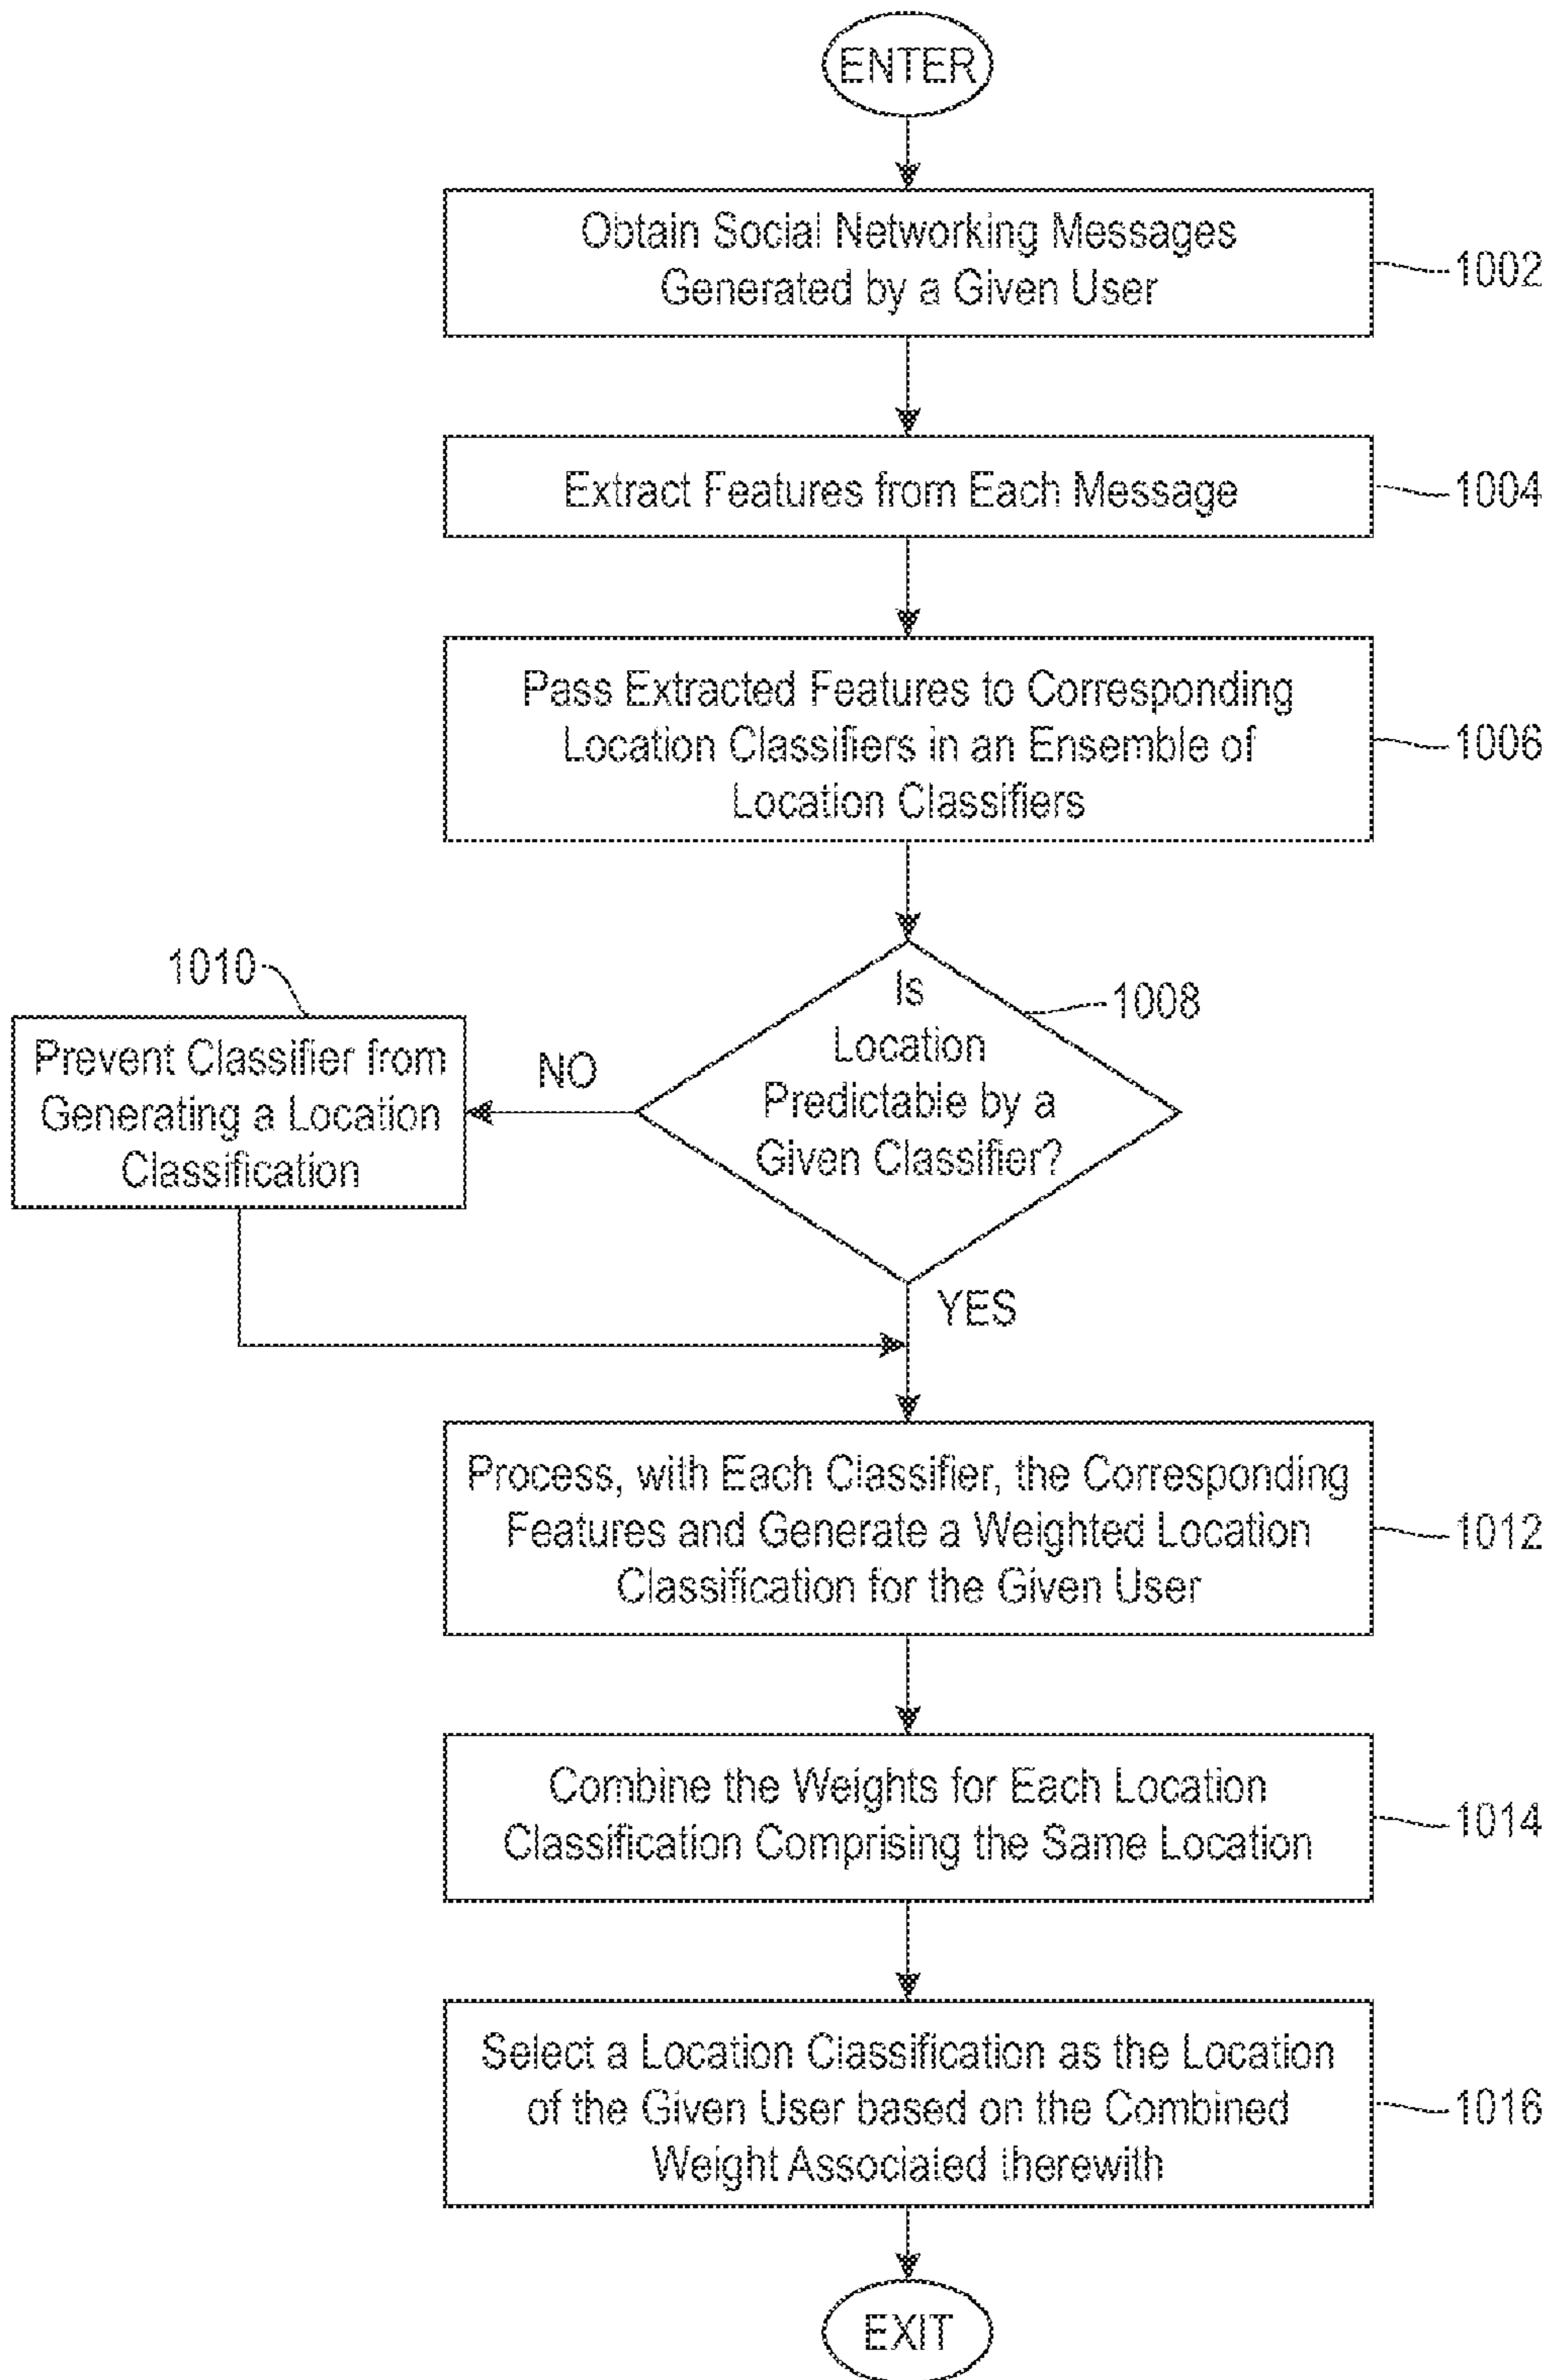 ENTER
Obtain Social Networking Messages
Generated by a Given User
1002
Extract Features from Each Message
1004
Pass Extracted Features to Corresponding
Location Classifiers in an Ensemble of
Location Classifiers
1006
Is
Location
Predictable by a
Given Classifier?
1008
NO
1010
Prevent Classifier from
Generating a Location
Classification
YES
Process, with Each Classifier, the Corresponding
Features and Generate a Weighted Location
Classification for the Given User
1012
Combine the Weights for Each Location
Classification Comprising the Same Location
1014
Select a Location Classification as the Location
of the Given User based on the Combined
Weight Associated therewith
1016
EXIT